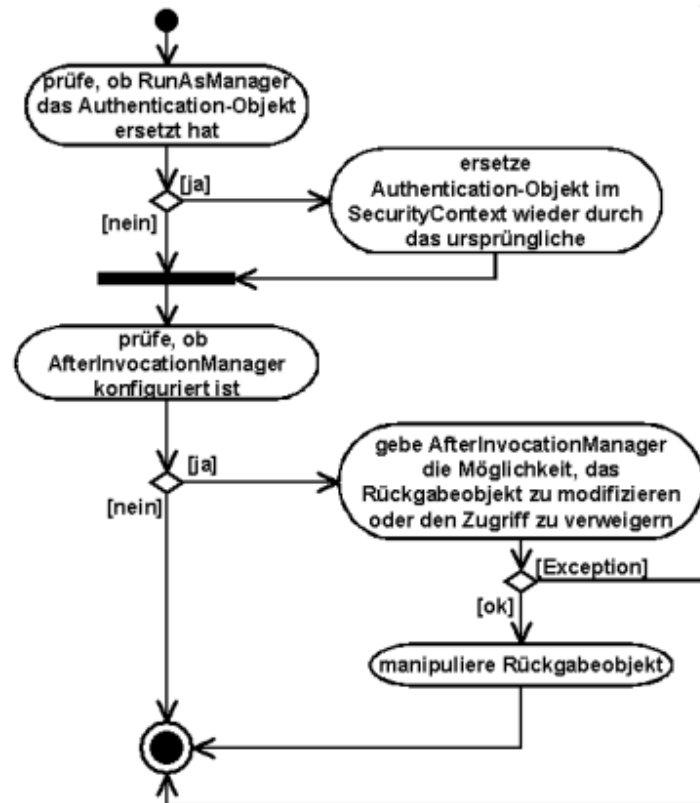 prüfe, ob RunAsManager
das Authentication-Objekt
ersetzt hat
[ja]
[nein]
ersetze
Authentication-Objekt im
SecurityContext wieder durch
das ursprüngliche
prüfe, ob
AfterInvocationManager
konfiguriert ist
[ja]
[nein]
gebe AfterInvocationManager
die Möglichkeit, das
Rückgabeobjekt zu modifizieren
oder den Zugriff zu verweigern
[Exception]
[ok]
manipuliere Rückgabeobjekt